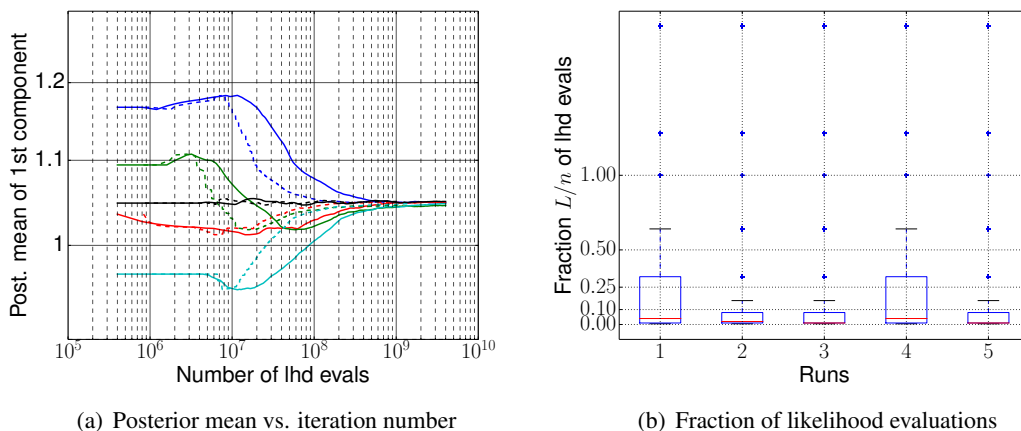 Post. mean of 1 st component
1.2
1.1
1
10^5 10^6 10^7 10^8 10^9 10^10
Number of lhd evals
(a) Posterior mean vs. iteration number
Fraction L/n of lhd evals
1.00
0.50
0.25
0.10
0.00
1 2 3 4 5
Runs
(b) Fraction of likelihood evaluations